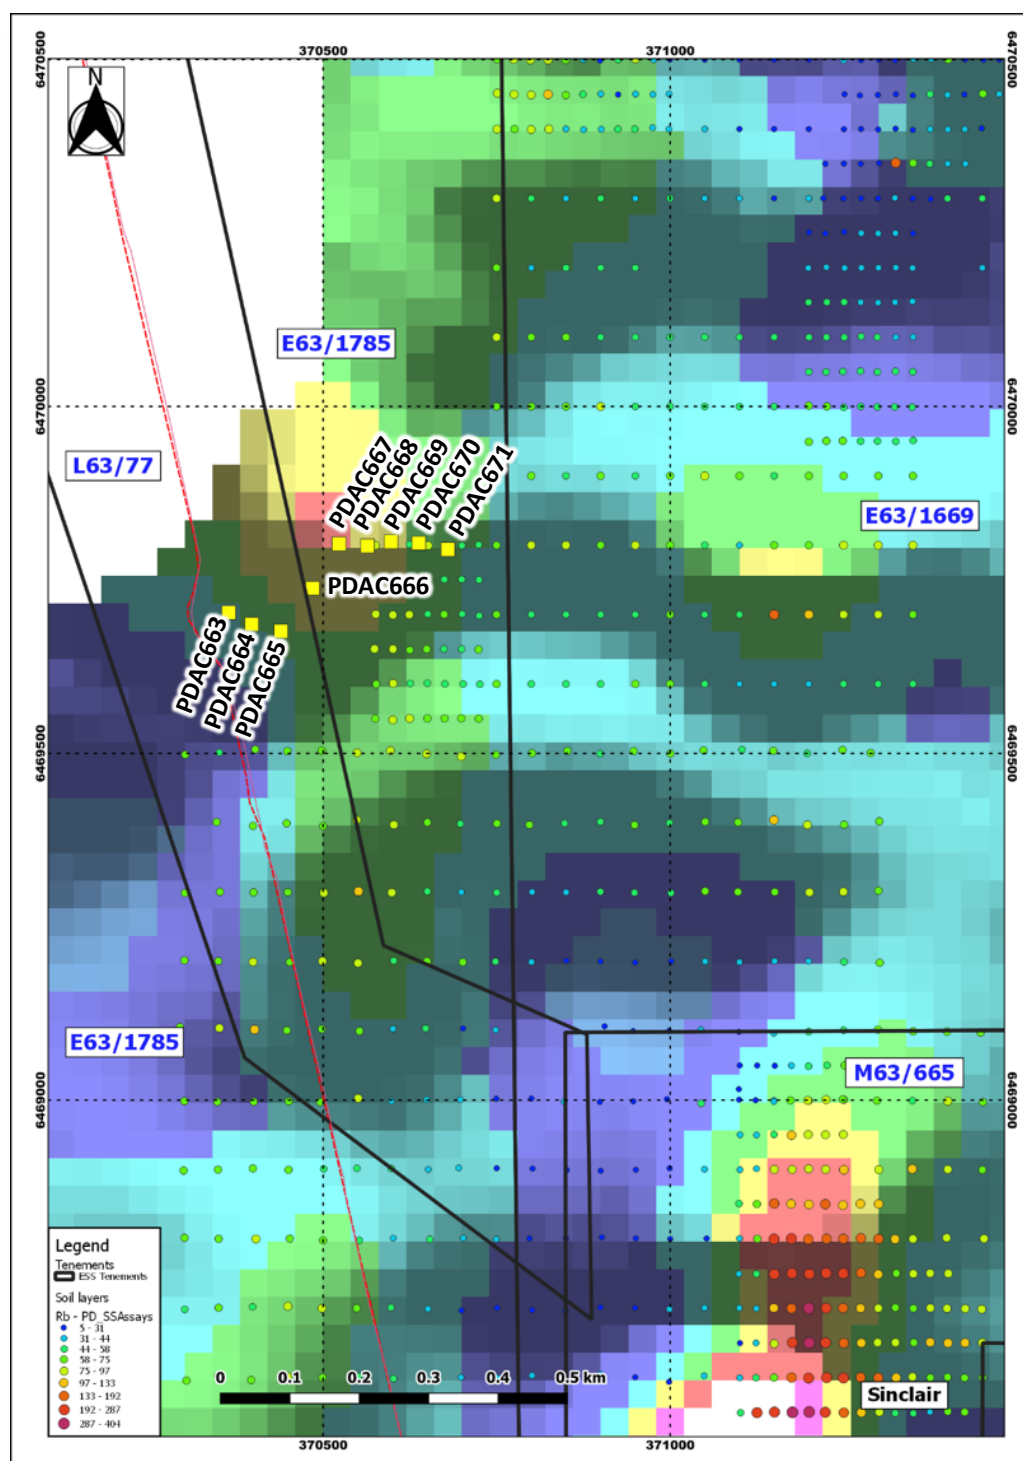 370500
371000
6470500
6470500
N
E63/1785
6470000
6470000
L63/77
PDAC667
PDAC668
PDAC669
PDAC670
PDAC671
E63/1669
PDAC666
PDAC663
PDAC664
PDAC665
6469500
6469500
E63/1785
M63/665
6469000
6469000
Legend
Tenements
ESS Tenements
Soil layers
Rb - PD_SSAssays
5 - 31
31 - 44
44 - 58
58 - 75
75 - 97
97 - 133
133 - 192
192 - 287
287 - 404
0 0.1 0.2 0.3 0.4 0.5 km
Sinclair
370500
371000